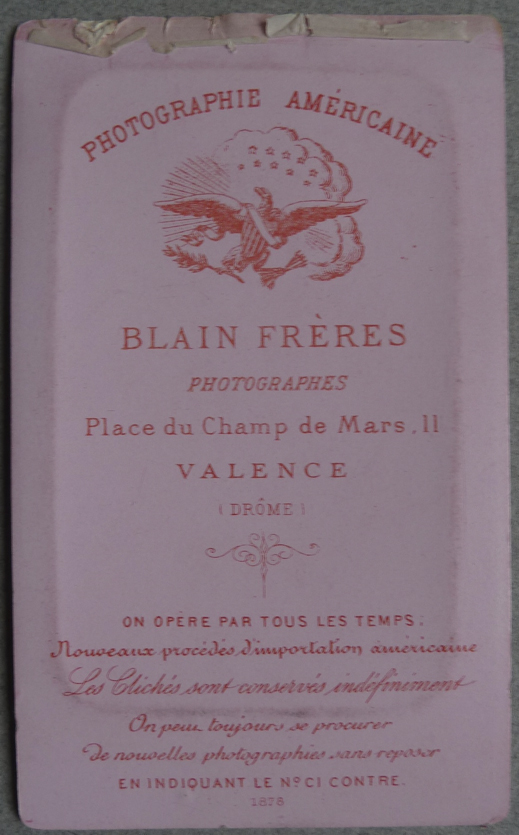 PHOTOGRAPHIE AMÉRICAINE
BLAIN FRÈRES
PHOTOGRAPHES
Place du Champ de Mars, 11
VALENCE
(DRÔME)
ON OPÈRE PAR TOUS LES TEMPS.
Nouveaux procédés d'importation américaine
Les Clichés sont conservés indéfiniment
On peut toujours se procurer
De nouvelles photographies sans reposer
EN INDIQUANT LE Nº CI CONTRE.
1878